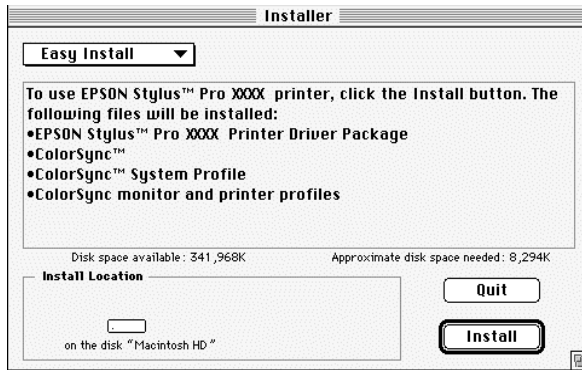 Installer
Easy Install
To use EPSON Stylus™ Pro XXXX printer, click the Install button. The
following files will be installed:
•EPSON Stylus™ Pro XXXX Printer Driver Package
•ColorSync™
•ColorSync™ System Profile
•ColorSync monitor and printer profiles
Disk space available: 341,968K Approximate disk space needed: 8,294K
Install Location
on the disk "Macintosh HD"
Quit
Install